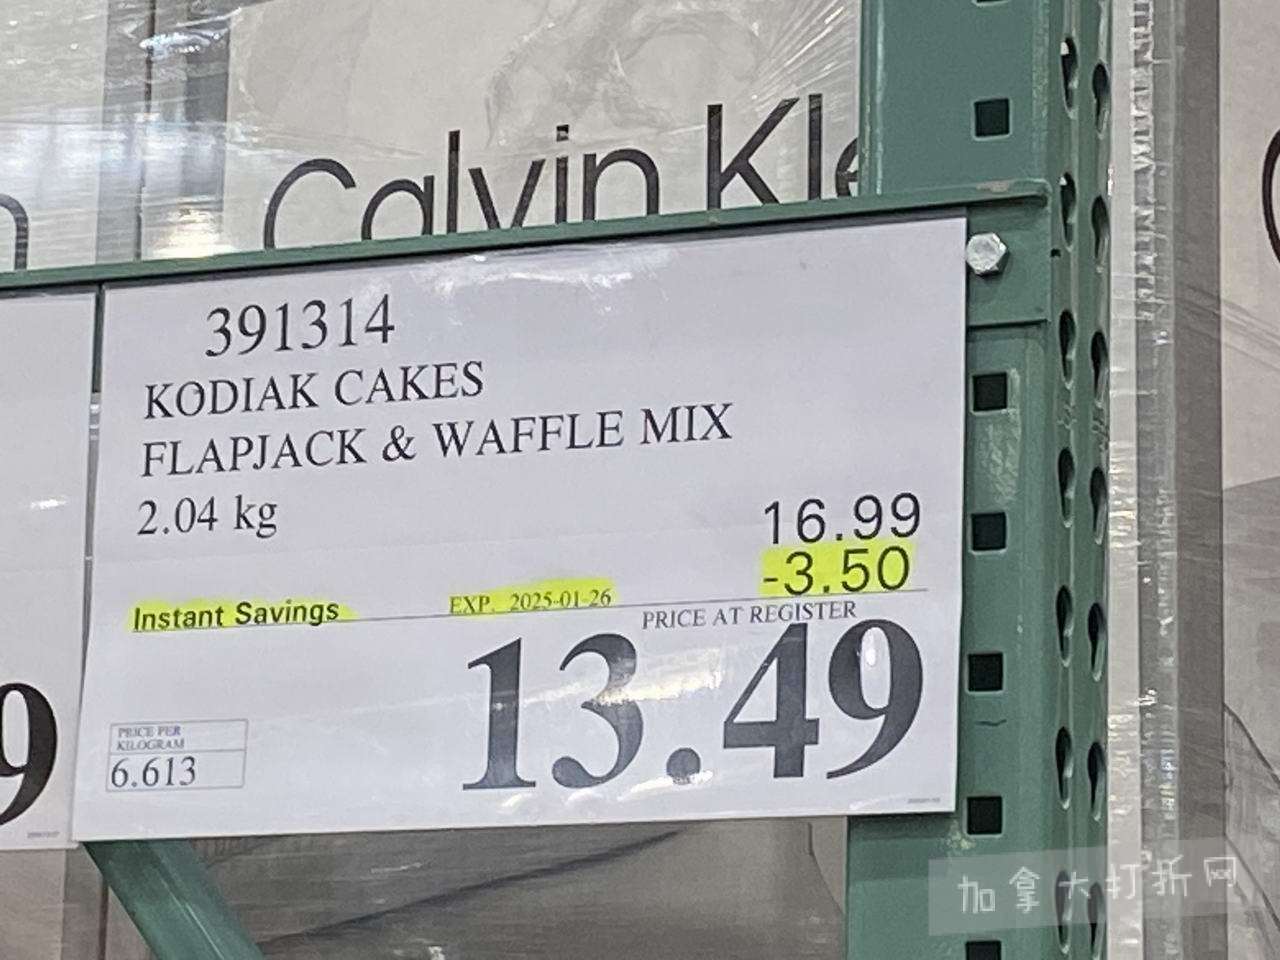 Calvin Kle
391314
KODIAK CAKES
FLAPJACK & WAFFLE MIX
2.04 kg
16.99
-3.50
Instant Savings
EXP. 2025-01-26
PRICE AT REGISTER
13.49
PRICE PER
KILOGRAM
6.613
9
加拿大打折网